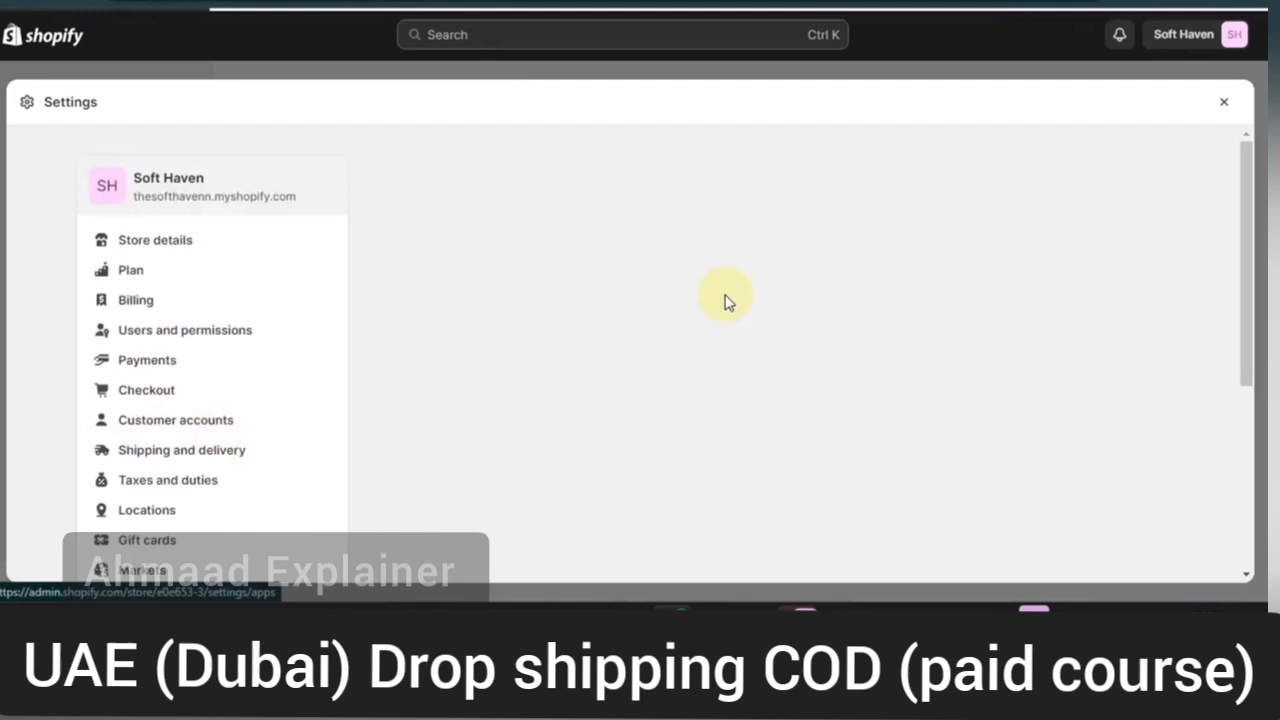 shopify
Search
Ctrl K
Soft Haven
SH
Settings
SH
Soft Haven
thesofthavenn.myshopify.com
Store details
Plan
Billing
Users and permissions
Payments
Checkout
Customer accounts
Shipping and delivery
Taxes and duties
Locations
Gift cards
Markets
Ahmaad Explainer
ttps://admin.shopify.com/store/e0e653-3/settings/apps
UAE (Dubai) Drop shipping COD (paid course)